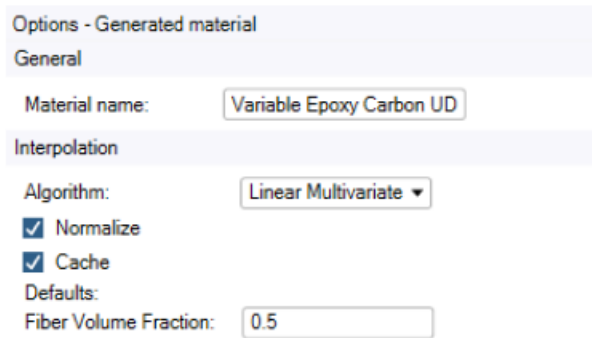 Options - Generated material
General
Material name: Variable Epoxy Carbon UD
Interpolation
Algorithm: Linear Multivariate
Normalize
Cache
Defaults:
Fiber Volume Fraction: 0.5